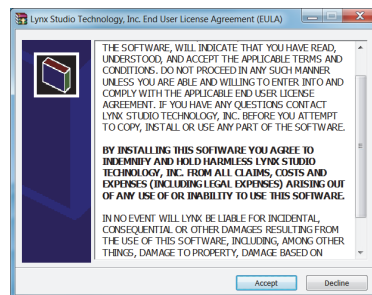 Lynx Studio Technology, Inc. End User License Agreement (EULA)
THE SOFTWARE, WILL INDICATE THAT YOU HAVE READ,
UNDERSTOOD, AND ACCEPT THE APPLICABLE TERMS AND
CONDITIONS. DO NOT PROCEED IN ANY SUCH MANNER
UNLESS YOU ARE ABLE AND WILLING TO ENTER INTO AND
COMPLY WITH THE APPLICABLE END USER LICENSE
AGREEMENT. IF YOU HAVE ANY QUESTIONS CONTACT
LYNX STUDIO TECHNOLOGY, INC. BEFORE YOU ATTEMPT
TO COPY, INSTALL OR USE ANY PART OF THE SOFTWARE.
BY INSTALLING THIS SOFTWARE YOU AGREE TO
INDEMNIFY AND HOLD HARMLESS LYNX STUDIO
TECHNOLOGY, INC. FROM ALL CLAIMS, COSTS AND
EXPENSES (INCLUDING LEGAL EXPENSES) ARISING OUT
OF ANY USE OF OR INABILITY TO USE THIS SOFTWARE.
IN NO EVENT WILL LYNX BE LIABLE FOR INCIDENTAL,
CONSEQUENTIAL OR OTHER DAMAGES RESULTING FROM
THE USE OF THIS SOFTWARE, INCLUDING, AMONG OTHER
THINGS, DAMAGE TO PROPERTY, DAMAGE BASED ON
Accept Decline